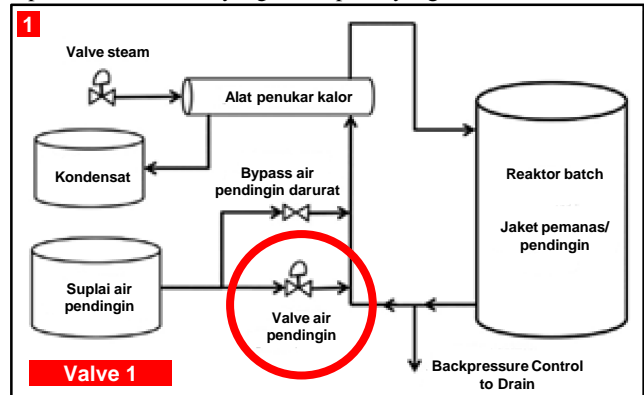 1
Valve steam
Alat penukar kalor
Kondensat
Bypass air
pendingin darurat
Reaktor batch
Jaket pemanas/
pendingin
Suplai air
pendingin
Valve air
pendingin
Valve 1
Backpressure Control
to Drain